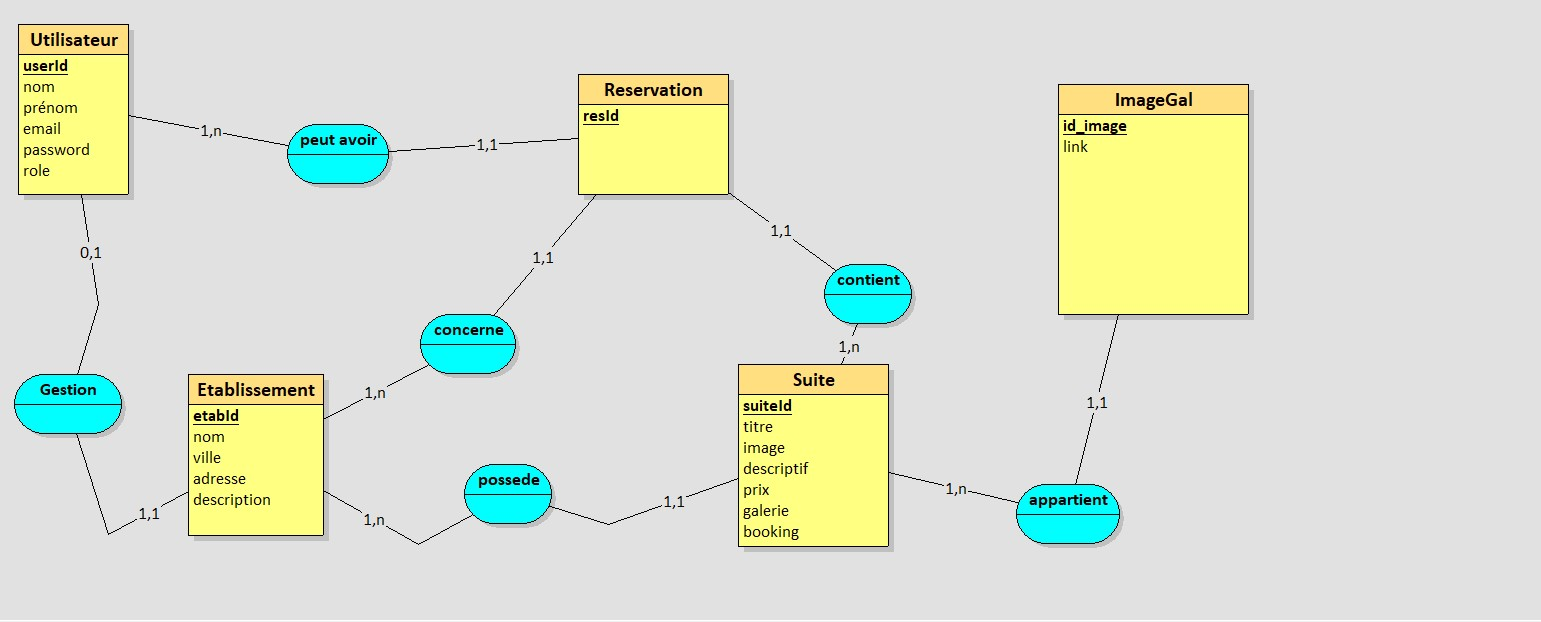 Utilisateur
userId
nom
prénom
email
password
role
1,n
peut avoir
1,1
Reservation
resId
ImageGal
id_image
link
0,1
1,1
1,1
contient
concerne
1,n
1,n
Gestion
1,1
Etablissement
etabId
nom
ville
adresse
description
1,n
possede
1,1
Suite
suiteId
titre
image
descriptif
prix
galerie
booking
1,n
appartient
1,1